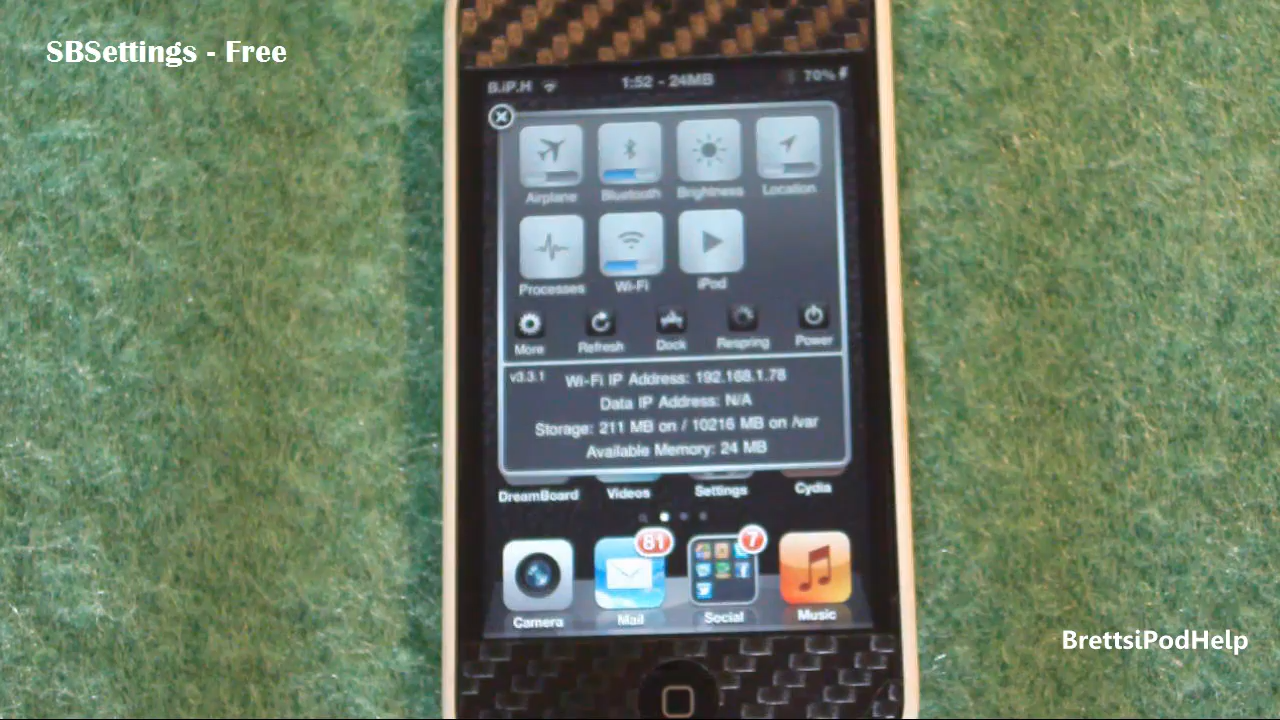 SBSettings - Free
B.iP.H 1:52 - 24MB 70%
Airplane Bluetooth Brightness Location
Processes Wi-Fi iPod
More Refresh Dock Respring Power
v3.3.1 Wi-Fi IP Address: 192.168.1.78
Data IP Address: N/A
Storage: 211 MB on / 10216 MB on /var
Available Memory: 24 MB
DreamBoard Videos Settings Cydia
81 7
Camera Mail Social Music
BrettsiPodHelp